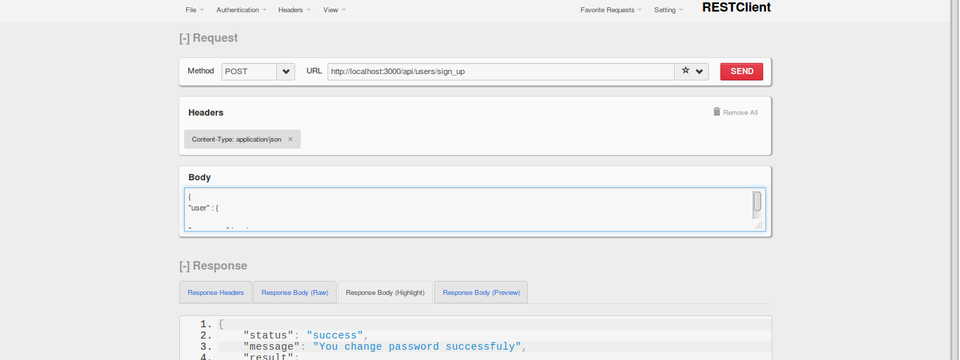 File Authentication Headers View Favorite Requests Setting RESTClient
[-] Request
Method POST URL http://localhost:3000/api/users/sign_up SEND
Headers Remove All
Content-Type: application/json ×
Body
{
"user" : {
[-] Response
Response Headers Response Body (Raw) Response Body (Highlight) Response Body (Preview)
1. {
2. "status": "success",
3. "message": "You change password successfuly",
4. "result":